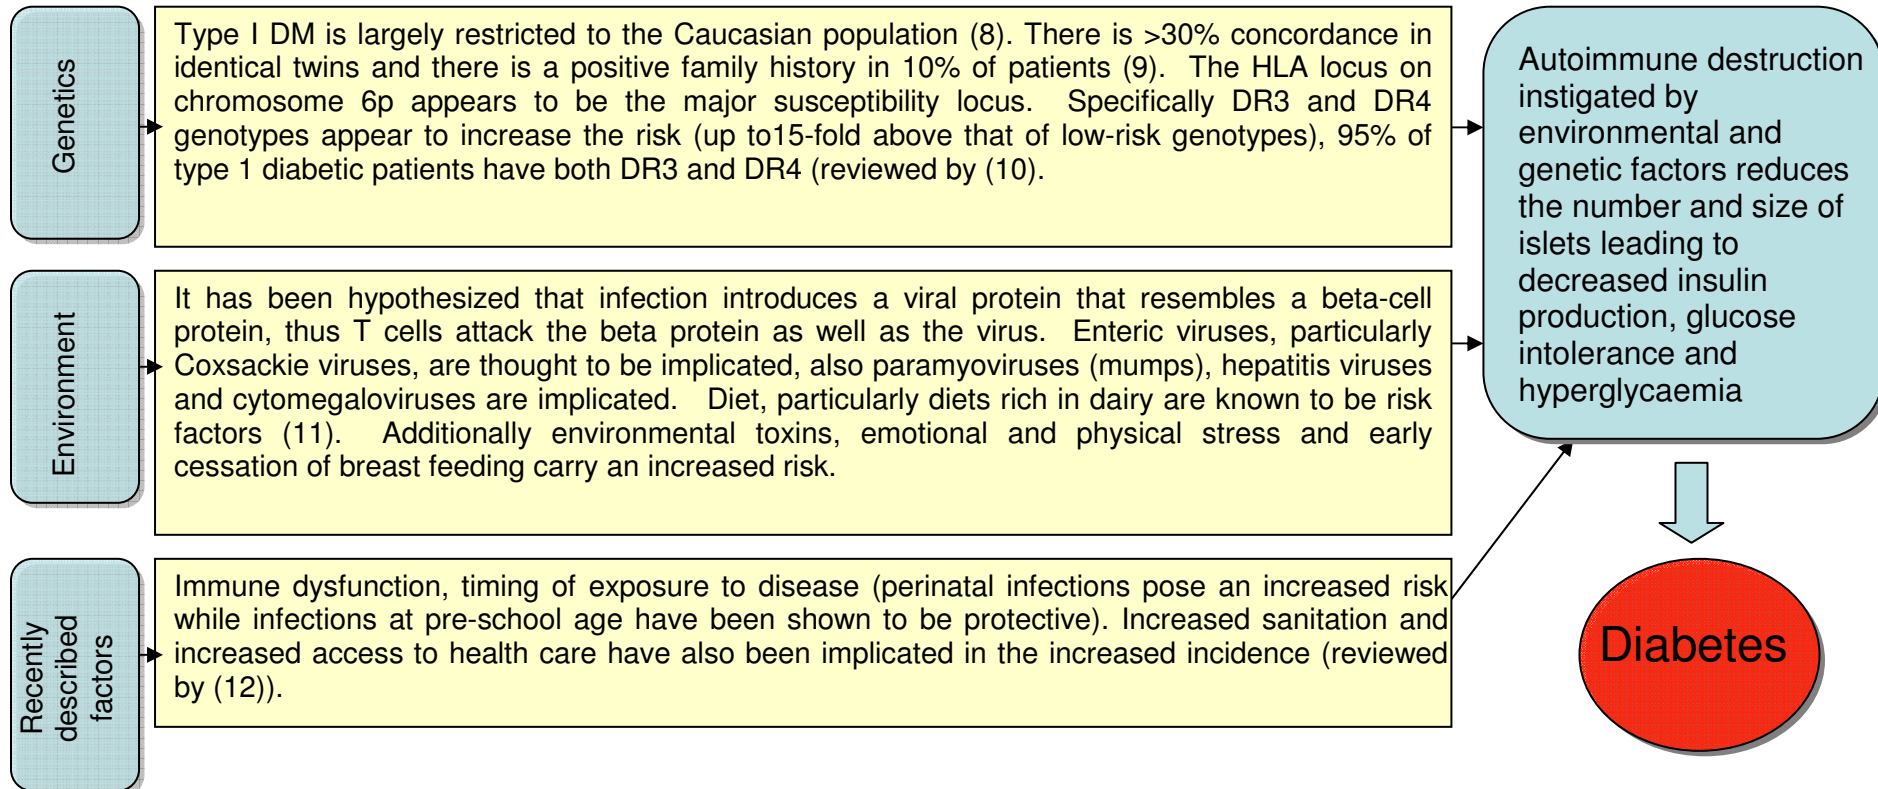 Genetics
Type I DM is largely restricted to the Caucasian population (8). There is >30% concordance in
identical twins and there is a positive family history in 10% of patients (9). The HLA locus on
chromosome 6p appears to be the major susceptibility locus. Specifically DR3 and DR4
genotypes appear to increase the risk (up to15-fold above that of low-risk genotypes), 95% of
type 1 diabetic patients have both DR3 and DR4 (reviewed by (10).
Environment
It has been hypothesized that infection introduces a viral protein that resembles a beta-cell
protein, thus T cells attack the beta protein as well as the virus. Enteric viruses, particularly
Coxsackie viruses, are thought to be implicated, also paramyoviruses (mumps), hepatitis viruses
and cytomegaloviruses are implicated. Diet, particularly diets rich in dairy are known to be risk
factors (11). Additionally environmental toxins, emotional and physical stress and early
cessation of breast feeding carry an increased risk.
Recently
described
factors
Immune dysfunction, timing of exposure to disease (perinatal infections pose an increased risk
while infections at pre-school age have been shown to be protective). Increased sanitation and
increased access to health care have also been implicated in the increased incidence (reviewed
by (12)).
Autoimmune destruction
instigated by
environmental and
genetic factors reduces
the number and size of
islets leading to
decreased insulin
production, glucose
intolerance and
hyperglycaemia
Diabetes